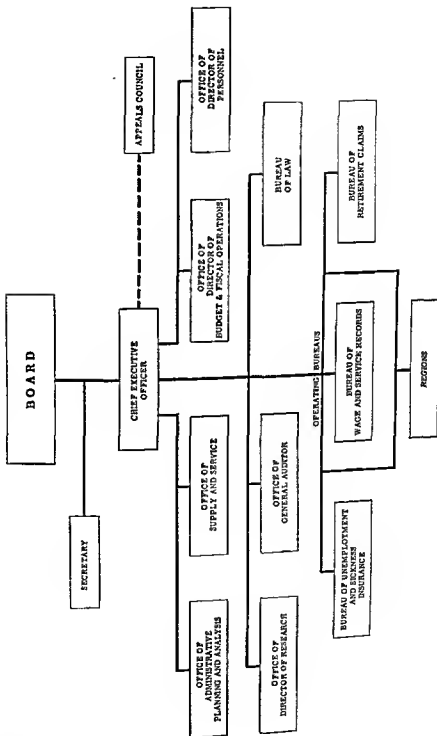 BOARD
SECRETARY
CHIEF EXECUTIVE
OFFICER
APPEALS COUNCIL
OFFICE OF
ADMINISTRATIVE
PLANNING AND ANALYSIS
OFFICE OF
SUPPLY AND SERVICE
OFFICE OF
DIRECTOR OF
BUDGET & FISCAL OPERATIONS
OFFICE OF
DIRECTOR OF
PERSONNEL
OFFICE OF
DIRECTOR OF RESEARCH
OFFICE OF
GENERAL AUDITOR
BUREAU
OF LAW
OPERATING BUREAUS
BUREAU OF UNEMPLOYMENT
AND SICKNESS
INSURANCE
BUREAU OF
WAGE AND SERVICE RECORDS
BUREAU OF
RETIREMENT CLAIMS
REGIONS